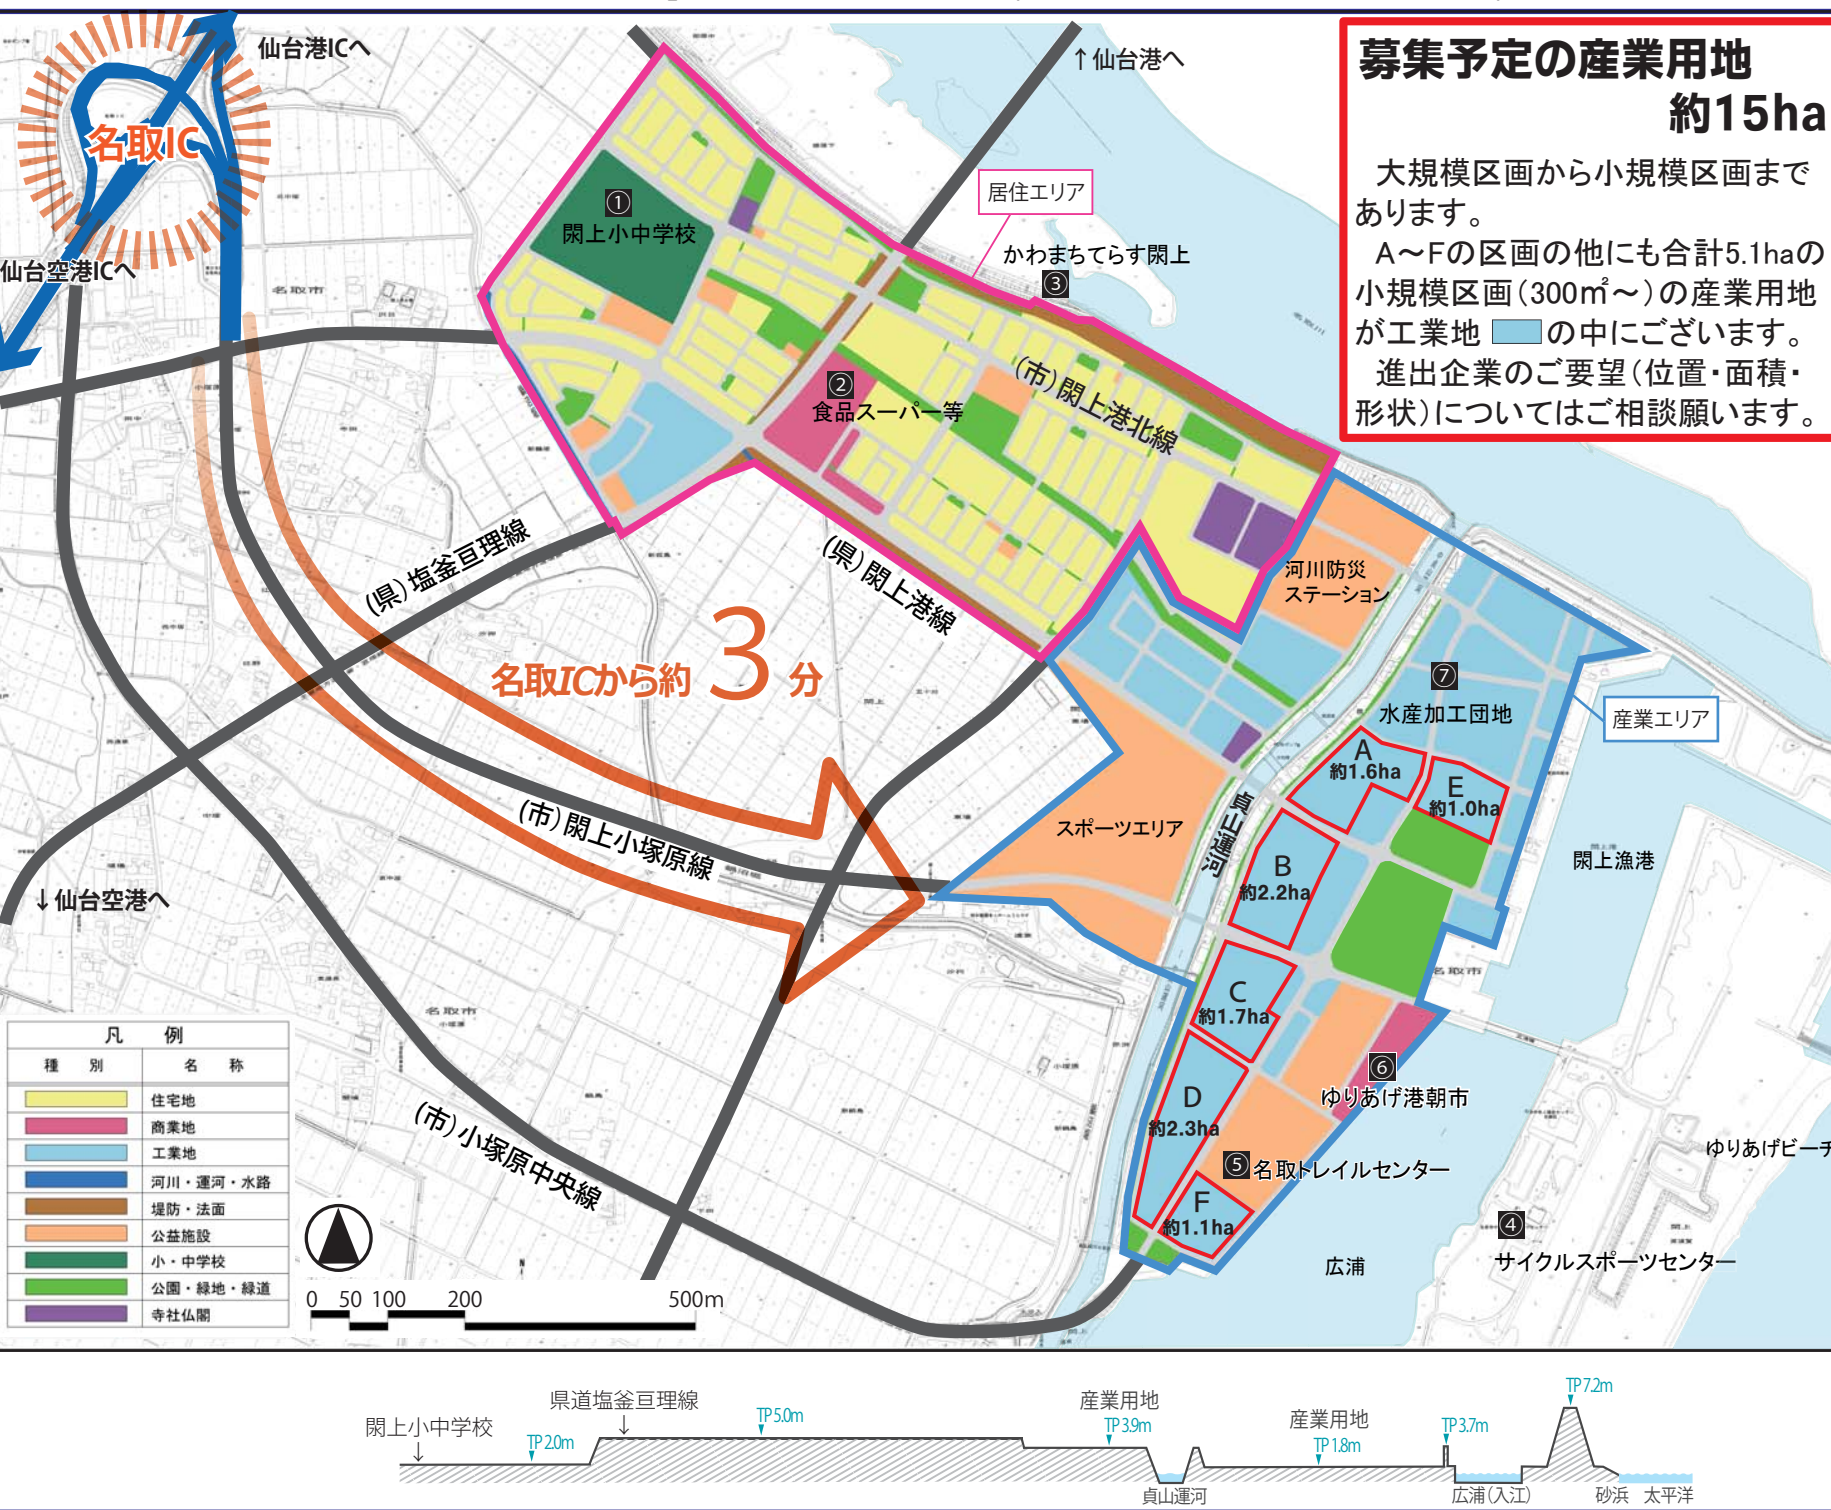 募集予定の産業用地
約15ha
大規模区画から小規模区画まで
あります。
A～Fの区画の他にも合計5.1haの
小規模区画(300㎡～)の産業用地
が工業地 の中にございます。
進出企業のご要望(位置・面積・
形状)についてはご相談願います。
仙台港ICへ
名取IC
仙台空港ICへ
↑仙台港へ
居住エリア
かわまちてらす閖上
③
①
閖上小中学校
名取市
②
食品スーパー等
(市)閖上港北線
(県)塩釜亘理線
(県)閖上港線
河川防災
ステーション
名取ICから約3分
⑦
水産加工団地
産業エリア
A
約1.6ha
E
約1.0ha
スポーツエリア
貞山運河
B
約2.2ha
閖上漁港
(市)閖上小塚原線
↓仙台空港へ
名取市
C
約1.7ha
名取市
⑥
ゆりあげ港朝市
D
約2.3ha
⑤名取トレイルセンター
ゆりあげビーチ
F
約1.1ha
④
サイクルスポーツセンター
広浦
(市)小塚原中央線
凡 例
種 別 名 称
住宅地
商業地
工業地
河川・運河・水路
堤防・法面
公益施設
小・中学校
公園・緑地・緑道
寺社仏閣
0 50 100 200 500m
閖上小中学校
↓
TP2.0m
県道塩釜亘理線
↓
TP5.0m
産業用地
TP3.9m
産業用地
TP1.8m
TP3.7m
TP7.2m
貞山運河
広浦(入江)
砂浜
太平洋